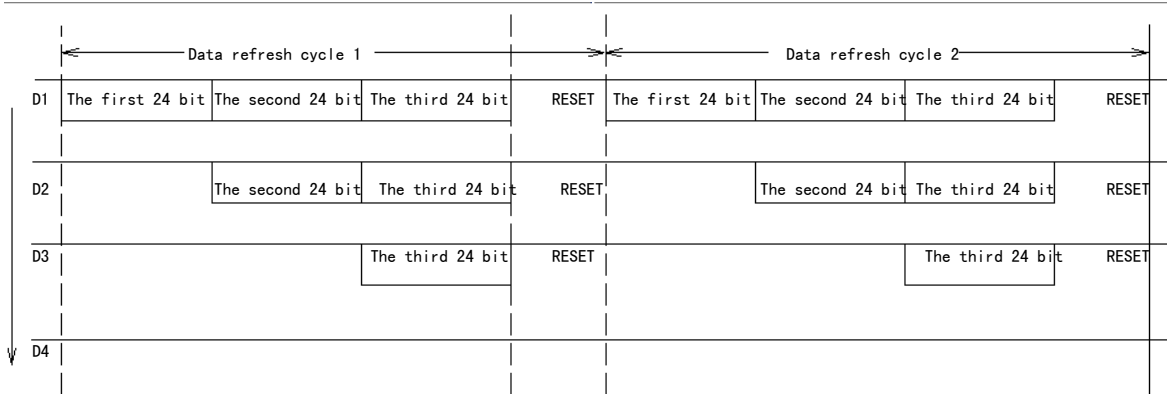 Data refresh cycle 1 Data refresh cycle 2
D1 The first 24 bit The second 24 bit The third 24 bit RESET The first 24 bit The second 24 bit The third 24 bit RESET
D2 The second 24 bit The third 24 bit RESET The second 24 bit The third 24 bit RESET
D3 The third 24 bit RESET The third 24 bit RESET
D4